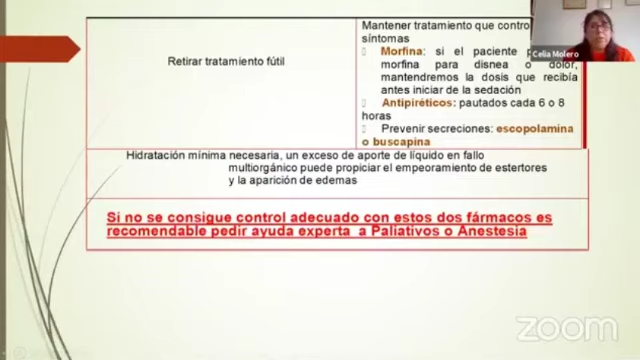 Retirar tratamiento fútil
Mantener tratamiento que contro
síntomas
Morfina: si el paciente
morfina para disnea o dolor,
mantendremos la dosis que recibía
antes iniciar de la sedación
Antipiréticos: pautados cada 6 o 8
horas
Prevenir secreciones: escopolamina
o buscapina
Hidratación mínima necesaria, un exceso de aporte de líquido en fallo
multiorgánico puede propiciar el empeoramiento de estertores
y la aparición de edemas
Si no se consigue control adecuado con estos dos fármacos es
recomendable pedir ayuda experta a Paliativos o Anestesia
Celia Molero
zoom